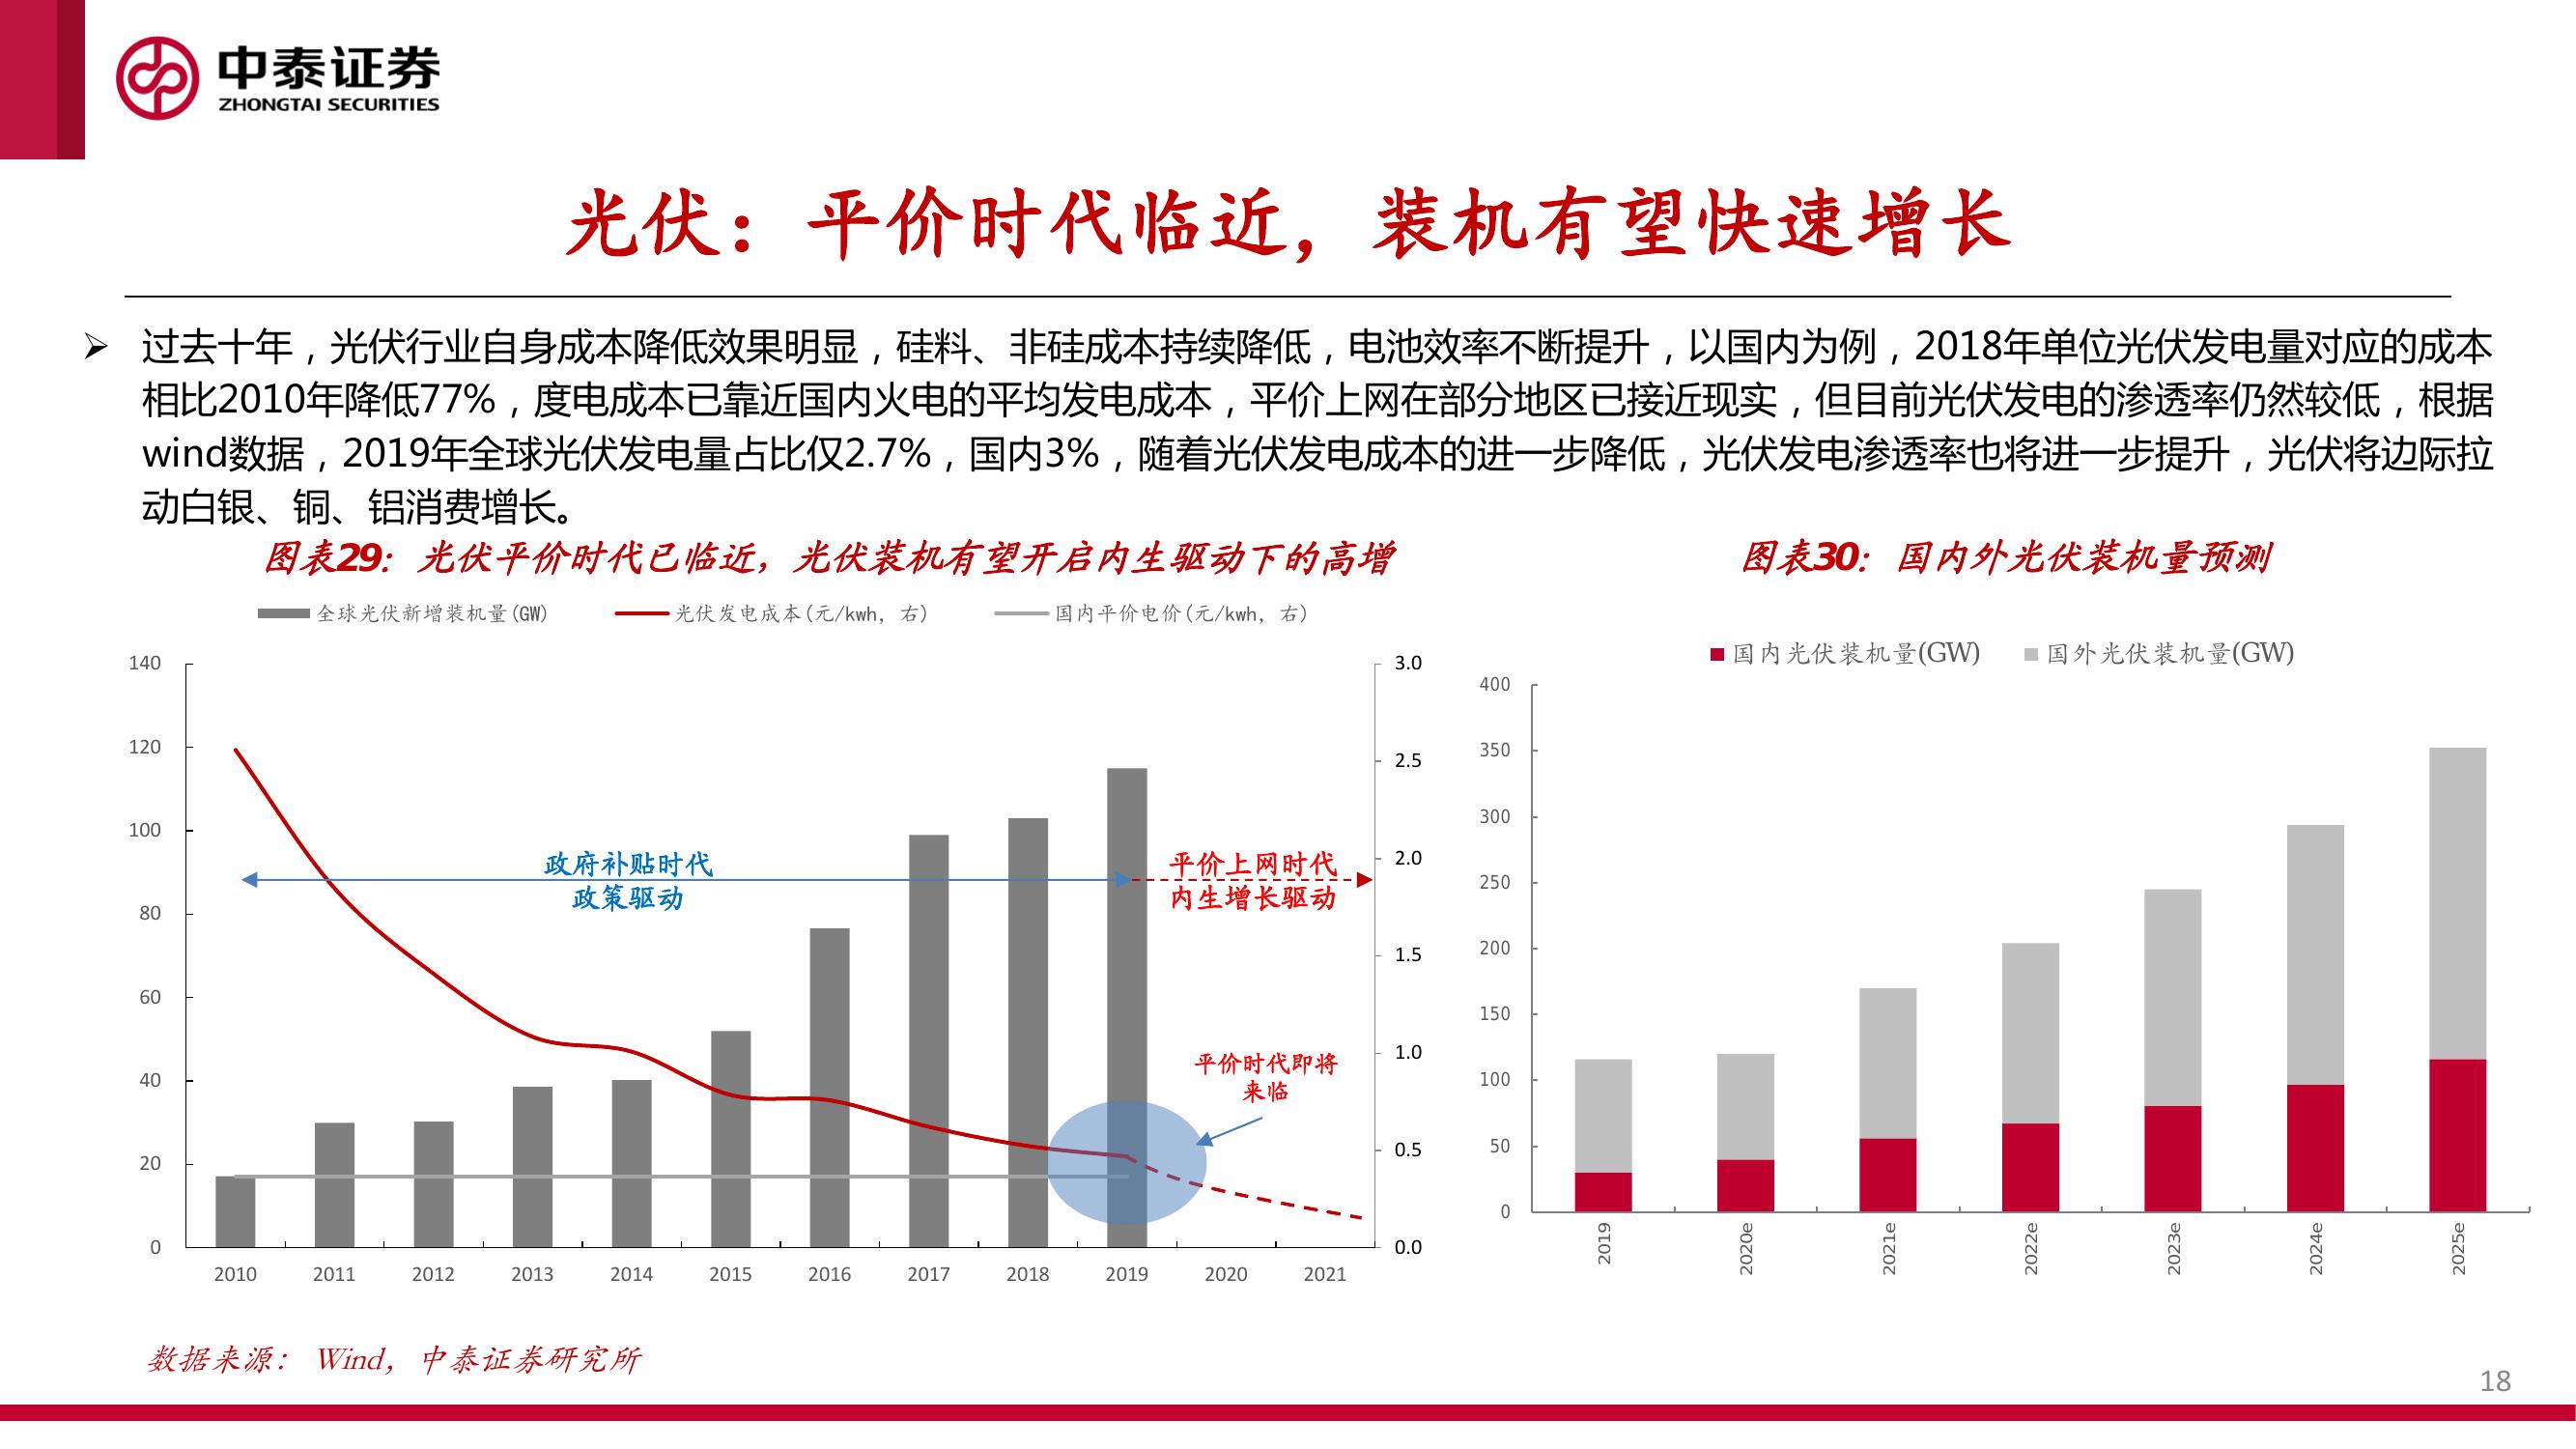 中泰证券
ZHONGTAI SECURITIES
光伏：平价时代临近，装机有望快速增长
➢ 过去十年，光伏行业自身成本降低效果明显，硅料、非硅成本持续降低，电池效率不断提升，以国内为例，2018年单位光伏发电量对应的成本
相比2010年降低77%，度电成本已靠近国内火电的平均发电成本，平价上网在部分地区已接近现实，但目前光伏发电的渗透率仍然较低，根据
wind数据，2019年全球光伏发电量占比仅2.7%，国内3%，随着光伏发电成本的进一步降低，光伏发电渗透率也将进一步提升，光伏将边际拉
动白银、铜、铝消费增长。
图表29：光伏平价时代已临近，光伏装机有望开启内生驱动下的高增
全球光伏新增装机量(GW)
光伏发电成本(元/kwh，右)
国内平价电价(元/kwh，右)
140
120
100
80
60
40
20
0
3.0
2.5
2.0
1.5
1.0
0.5
0.0
政府补贴时代
政策驱动
平价上网时代
内生增长驱动
平价时代即将
来临
2010 2011 2012 2013 2014 2015 2016 2017 2018 2019 2020 2021
图表30：国内外光伏装机量预测
国内光伏装机量(GW)
国外光伏装机量(GW)
400
350
300
250
200
150
100
50
0
2019
2020e
2021e
2022e
2023e
2024e
2025e
数据来源： Wind，中泰证券研究所
18